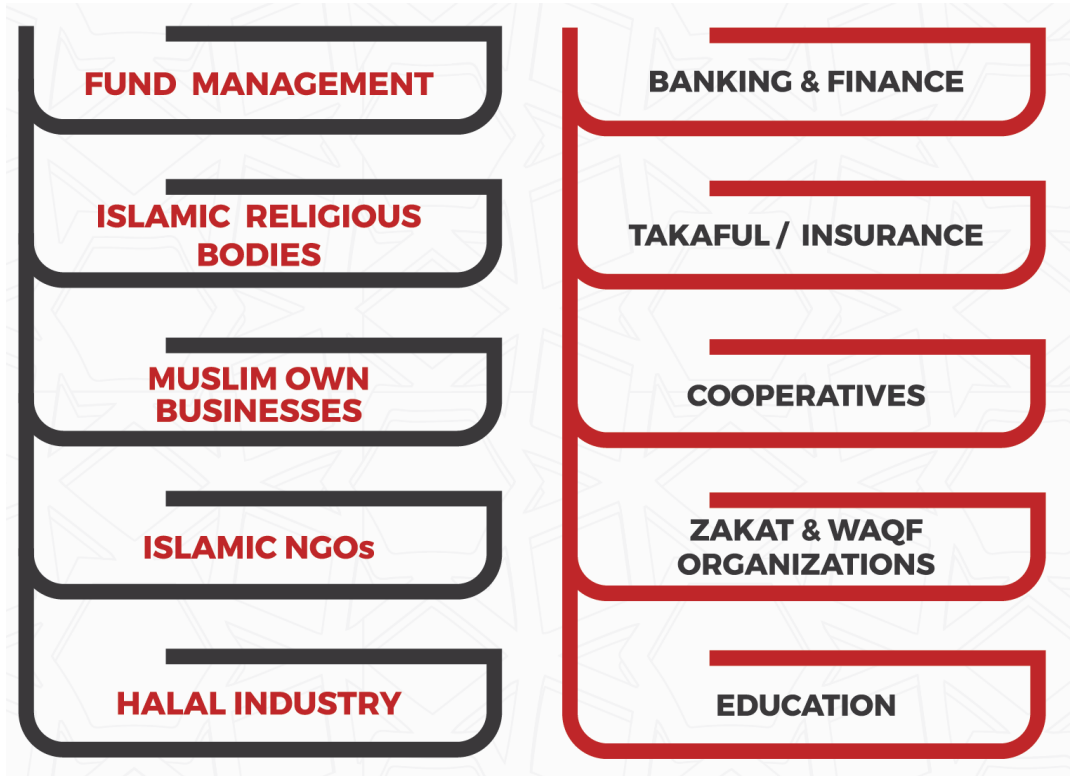 FUND MANAGEMENT
ISLAMIC RELIGIOUS
BODIES
MUSLIM OWN
BUSINESSES
ISLAMIC NGOs
HALAL INDUSTRY
BANKING & FINANCE
TAKAFUL / INSURANCE
COOPERATIVES
ZAKAT & WAQF
ORGANIZATIONS
EDUCATION